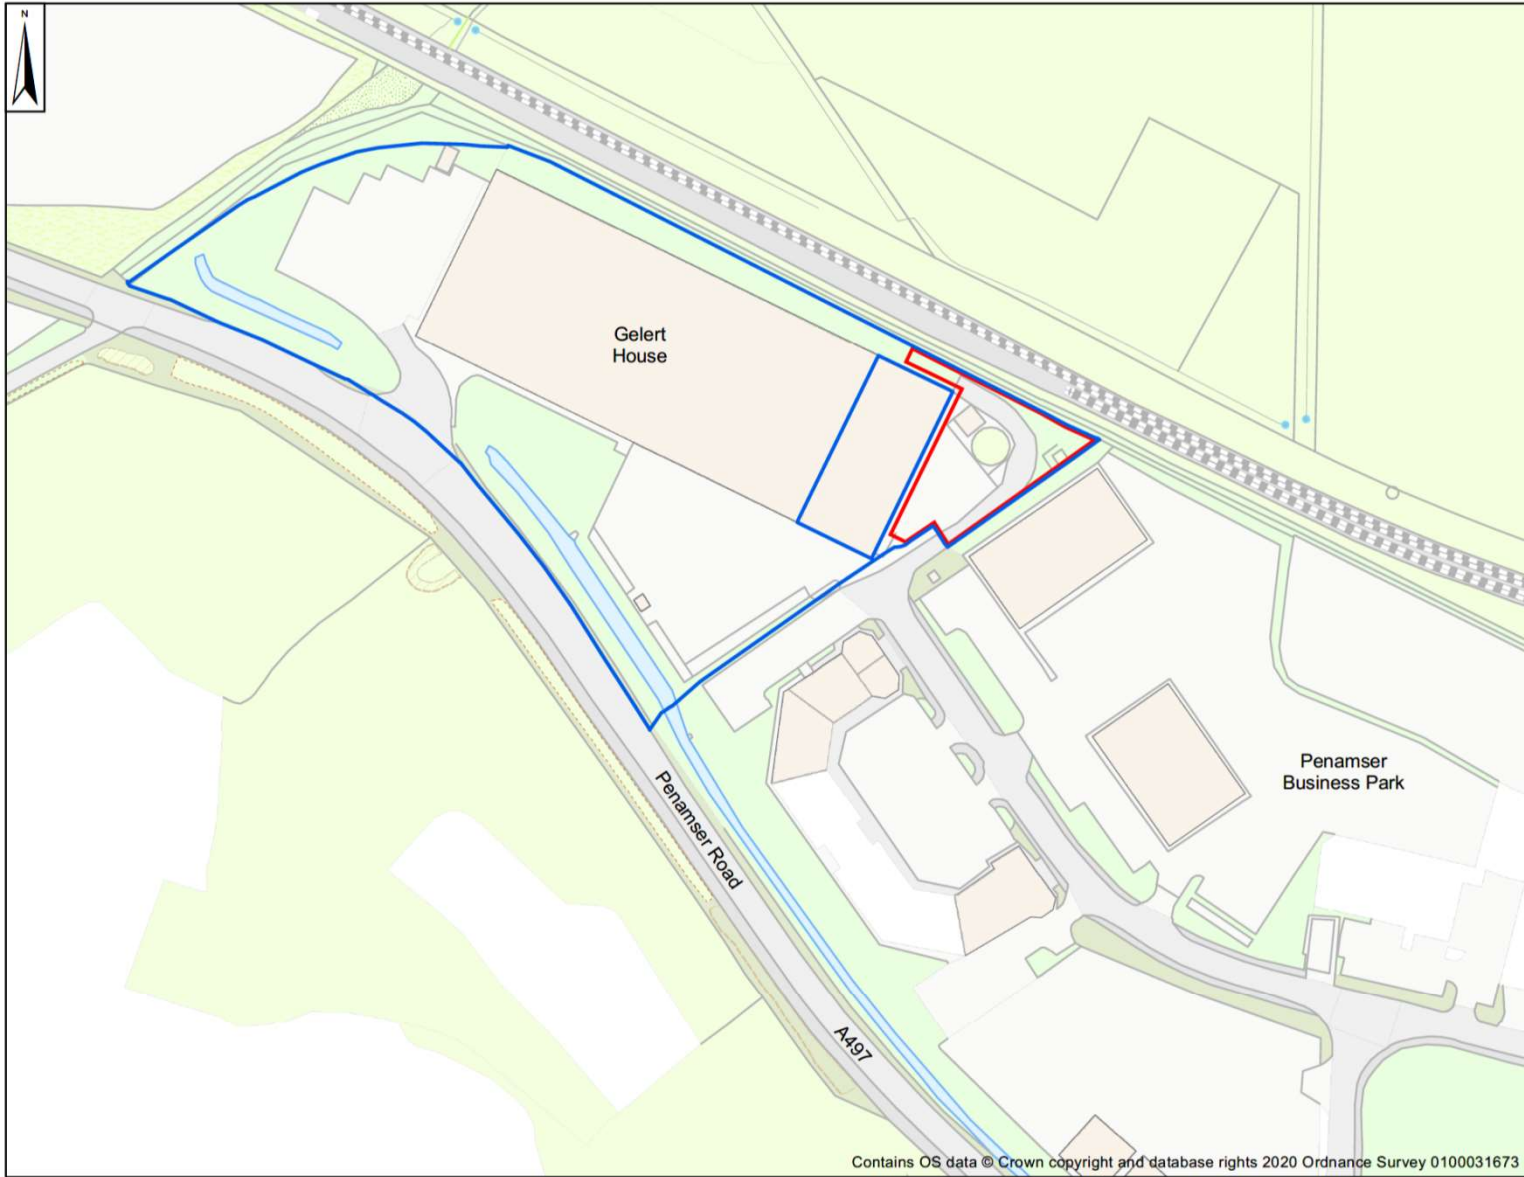 N
Gelert
House
Penamser
Business Park
Penamser Road
A497
Contains OS data © Crown copyright and database rights 2020 Ordnance Survey 0100031673